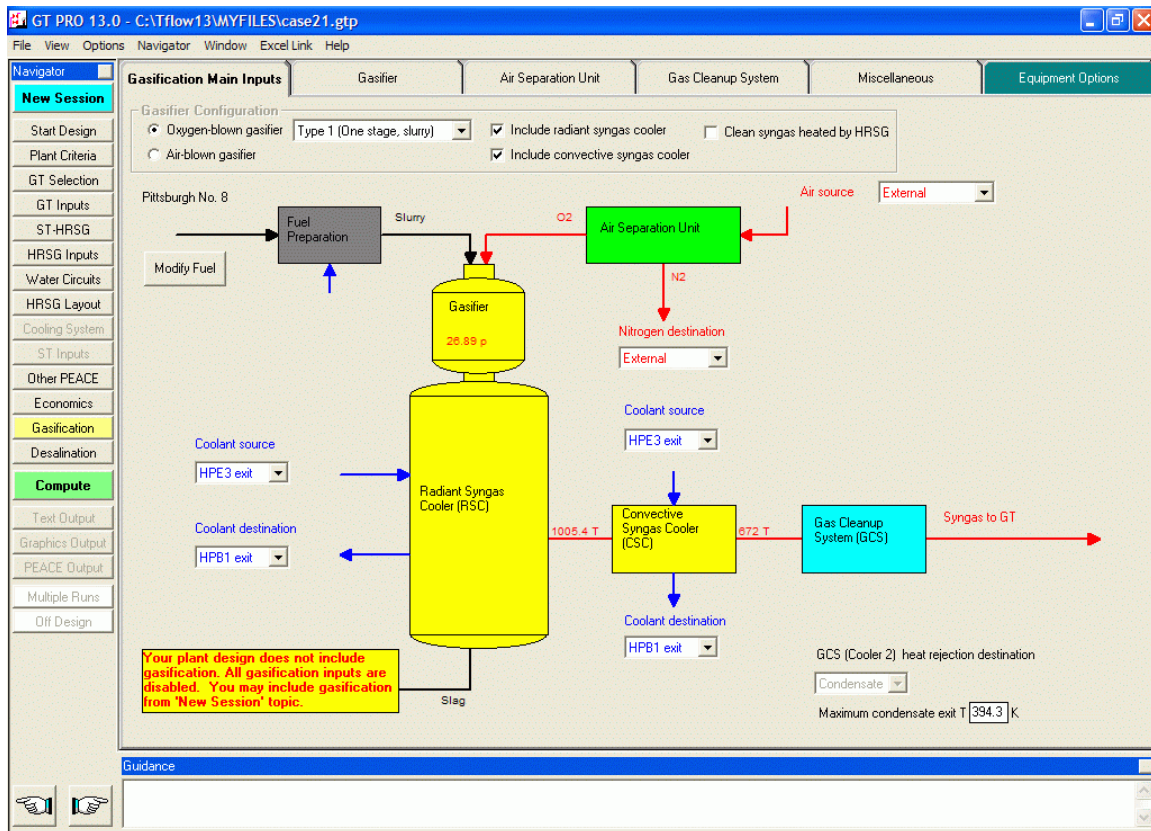 GT PRO 13.0 - C:\Tflow13\MYFILES\case21.gtp
File View Options Navigator Window Excel Link Help
Navigator
New Session
Start Design
Plant Criteria
GT Selection
GT Inputs
ST-HRSG
HRSG Inputs
Water Circuits
HRSG Layout
Cooling System
ST Inputs
Other PEACE
Economics
Gasification
Desalination
Compute
Text Output
Graphics Output
PEACE Output
Multiple Runs
Off Design
Gasification Main Inputs
Gasifier
Air Separation Unit
Gas Cleanup System
Miscellaneous
Equipment Options
Gasifier Configuration
Oxygen-blown gasifier
Type 1 (One stage, slurry)
Include radiant syngas cooler
Clean syngas heated by HRSG
Air-blown gasifier
Include convective syngas cooler
Pittsburgh No. 8
Air source
External
Fuel
Preparation
Slurry
O2
Air Separation Unit
Modify Fuel
N2
Gasifier
26.89 p
Nitrogen destination
External
Coolant source
HPE3 exit
Coolant source
HPE3 exit
Radiant Syngas
Cooler (RSC)
Coolant destination
HPB1 exit
1005.4 T
Convective
Syngas Cooler
(CSC)
672 T
Gas Cleanup
System (GCS)
Syngas to GT
Coolant destination
HPB1 exit
Your plant design does not include
gasification. All gasification inputs are
disabled. You may include gasification
from 'New Session' topic.
Slag
GCS (Cooler 2) heat rejection destination
Condensate
Maximum condensate exit T 394.3 K
Guidance